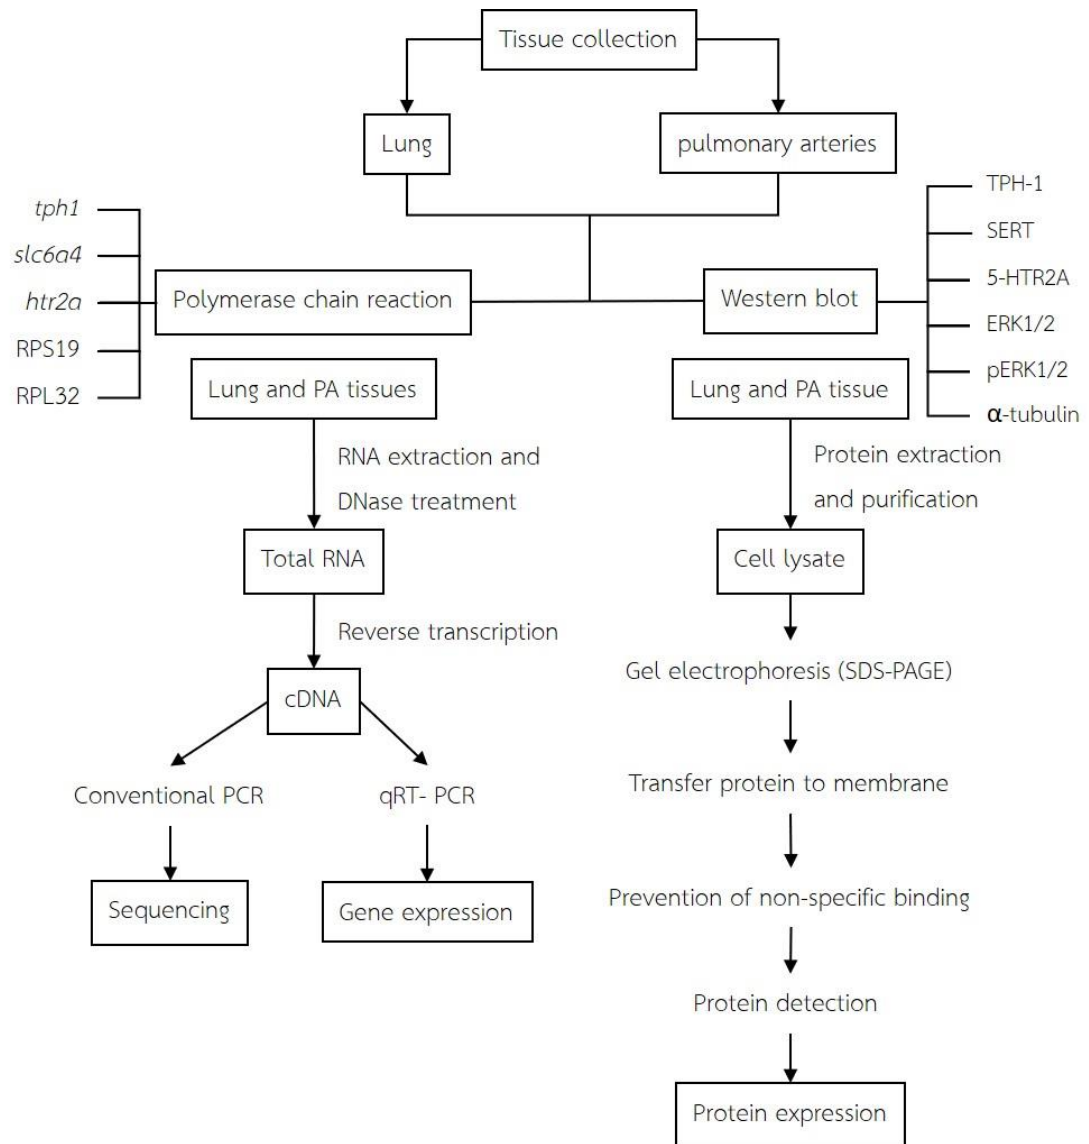 Tissue collection
Lung
pulmonary arteries
tph1
slc6a4
htr2a
RPS19
RPL32
Polymerase chain reaction
Western blot
TPH-1
SERT
5-HTR2A
ERK1/2
pERK1/2
α-tubulin
Lung and PA tissues
RNA extraction and
DNase treatment
Total RNA
Reverse transcription
cDNA
Conventional PCR
qRT- PCR
Sequencing
Gene expression
Lung and PA tissue
Protein extraction
and purification
Cell lysate
Gel electrophoresis (SDS-PAGE)
Transfer protein to membrane
Prevention of non-specific binding
Protein detection
Protein expression